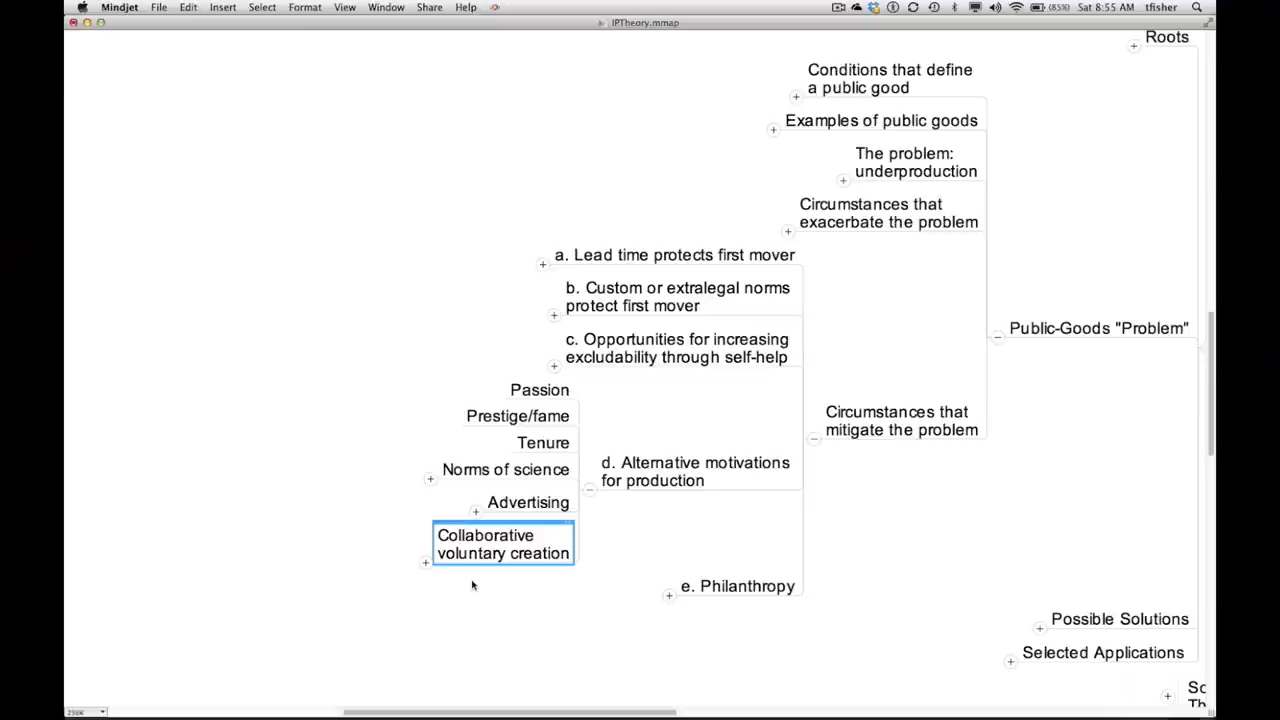 Mindjet File Edit Insert Select Format View Window Share Help
(85%) Sat 8:55 AM tfisher
IPTheory.mmap
Roots
Conditions that define
a public good
Examples of public goods
The problem:
underproduction
Circumstances that
exacerbate the problem
a. Lead time protects first mover
b. Custom or extralegal norms
protect first mover
Public-Goods "Problem"
c. Opportunities for increasing
excludability through self-help
Passion
Prestige/fame
Circumstances that
mitigate the problem
Tenure
d. Alternative motivations
for production
Norms of science
Advertising
Collaborative
voluntary creation
e. Philanthropy
Possible Solutions
Selected Applications